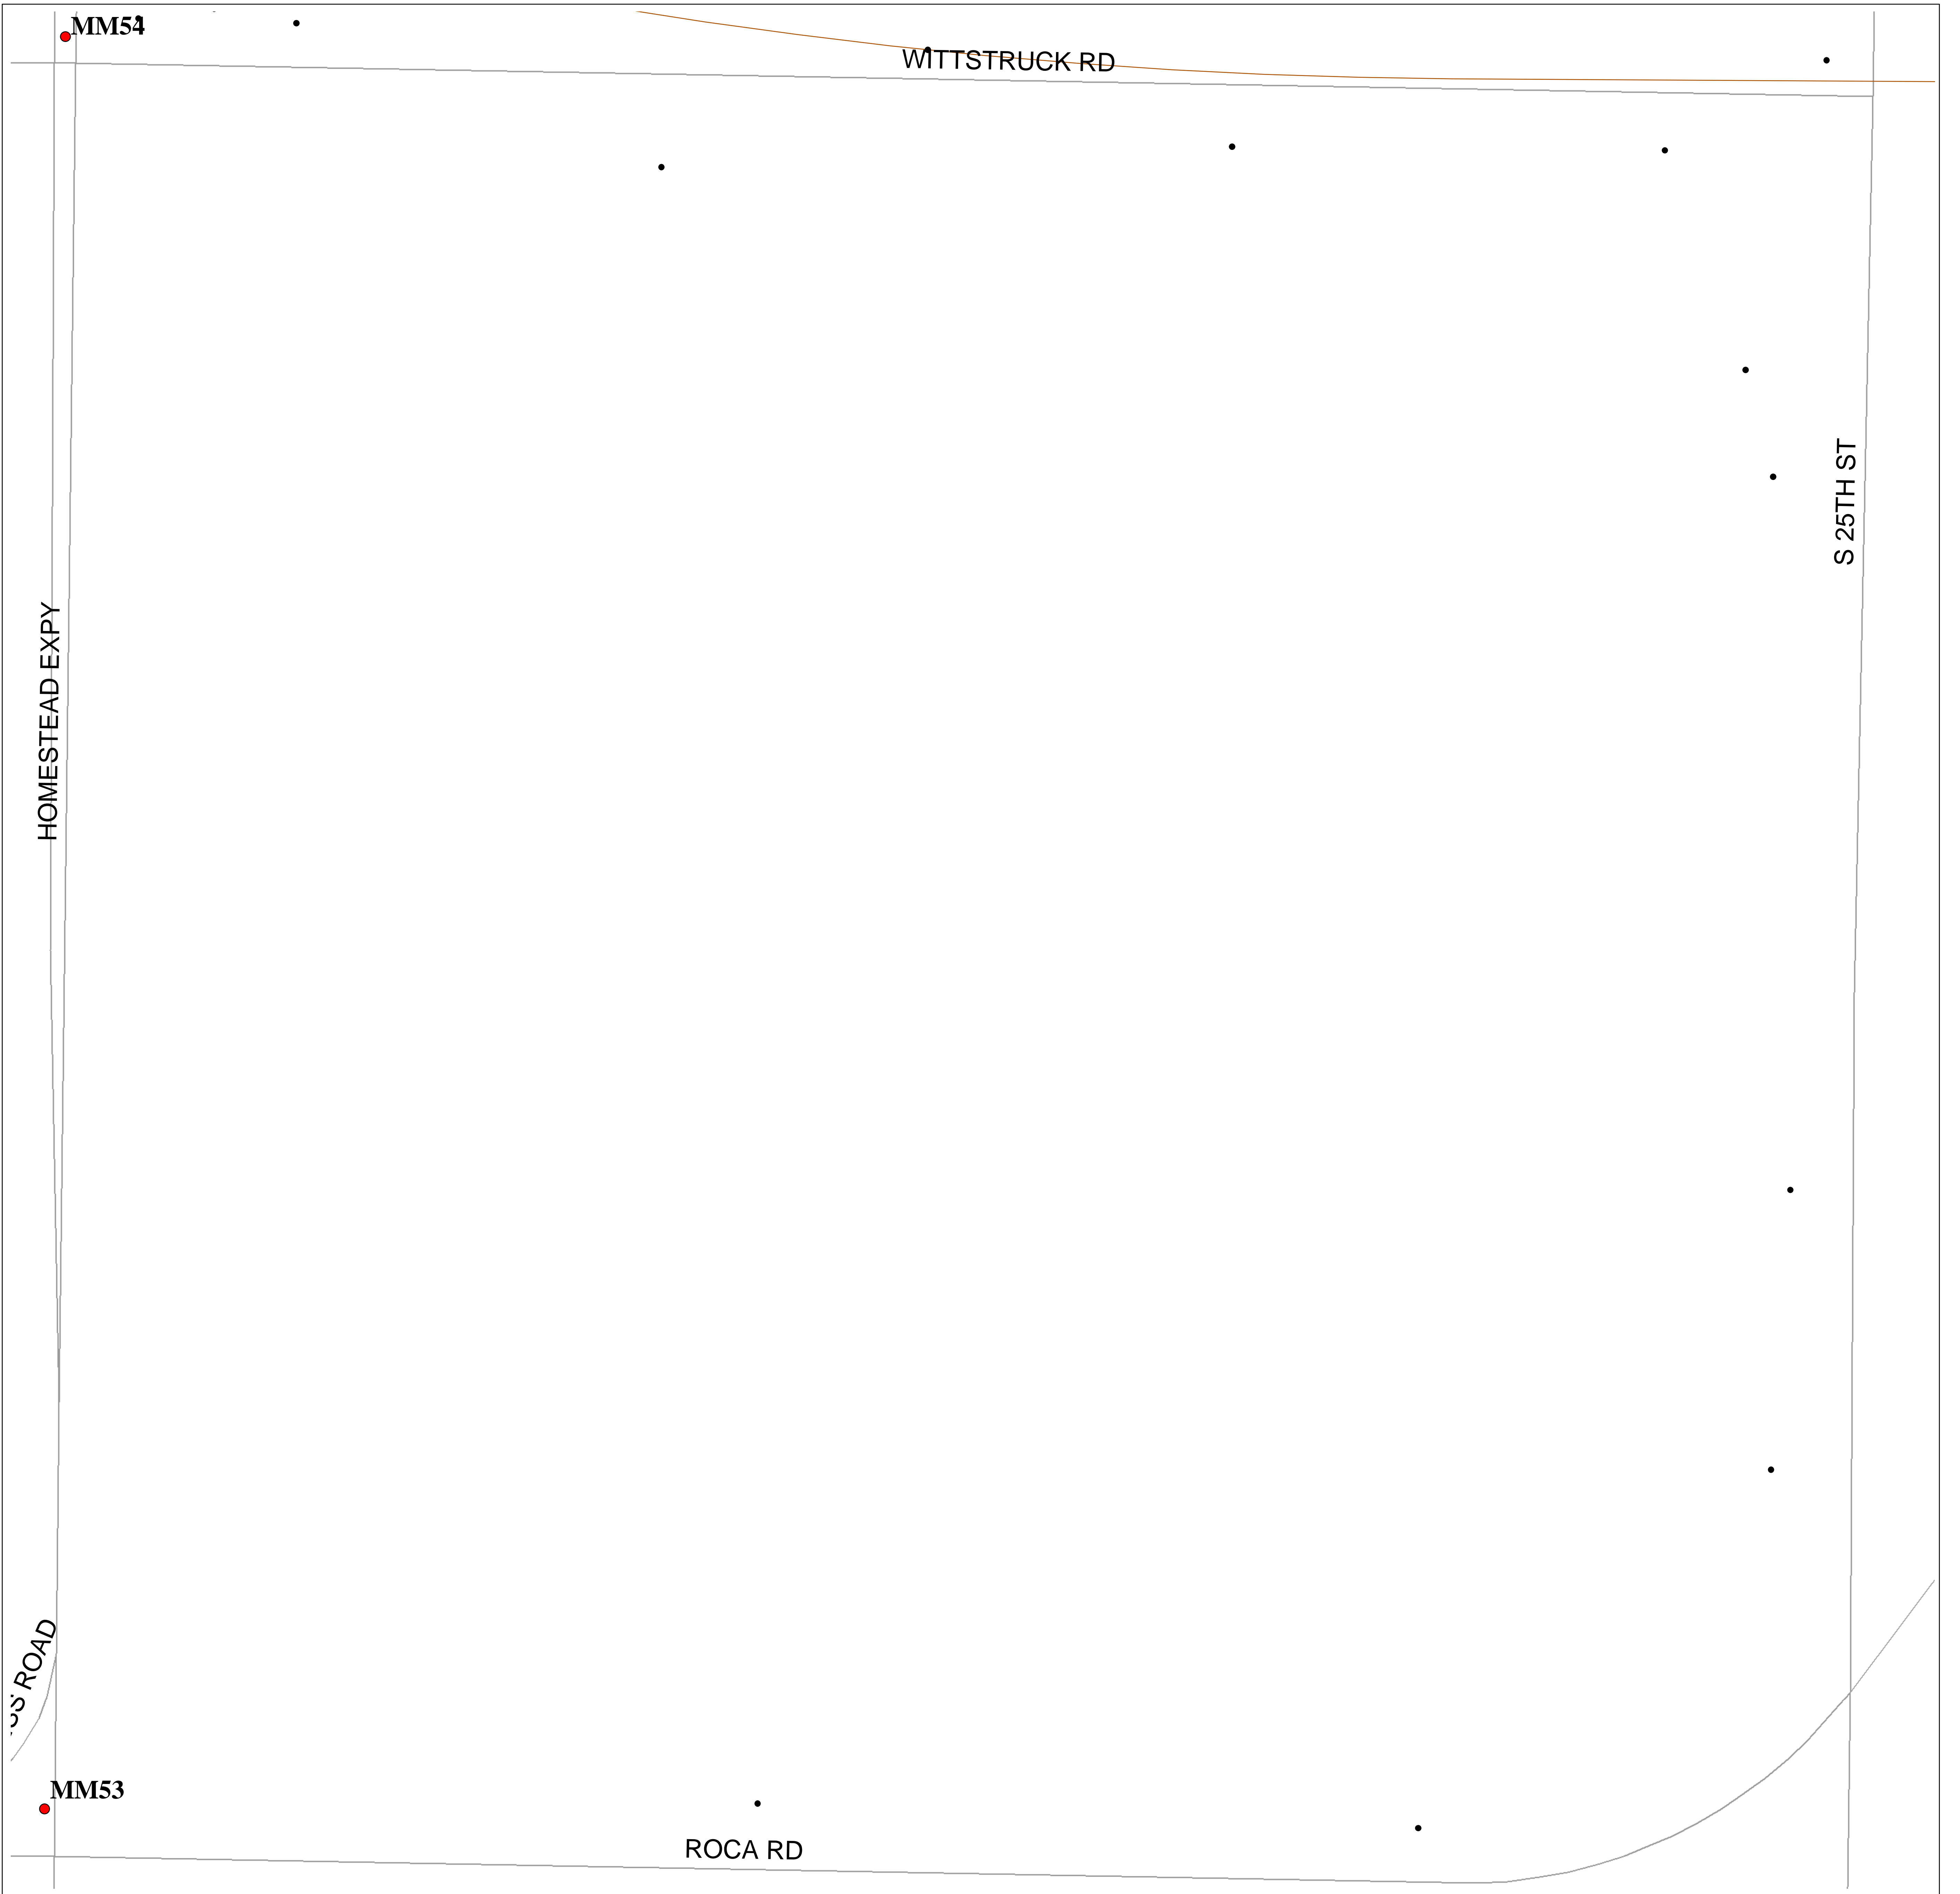 MM54
WITTSTRUCK RD
S 25TH ST
HOMESTEAD EXPY
ROAD
MM53
ROCA RD